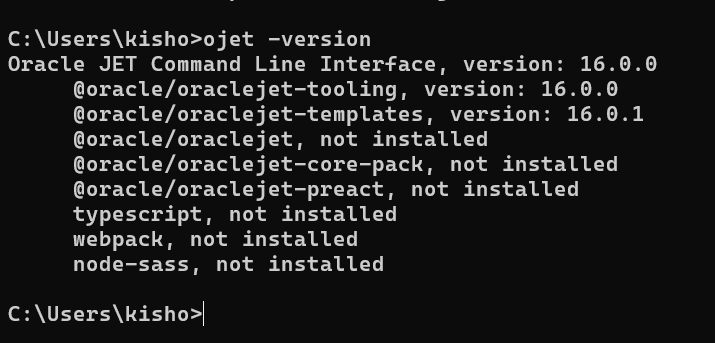 C:\Users\kisho>ojet -version
Oracle JET Command Line Interface, version: 16.0.0
@oracle/oraclejet-tooling, version: 16.0.0
@oracle/oraclejet-templates, version: 16.0.1
@oracle/oraclejet, not installed
@oracle/oraclejet-core-pack, not installed
@oracle/oraclejet-preact, not installed
typescript, not installed
webpack, not installed
node-sass, not installed
C:\Users\kisho>